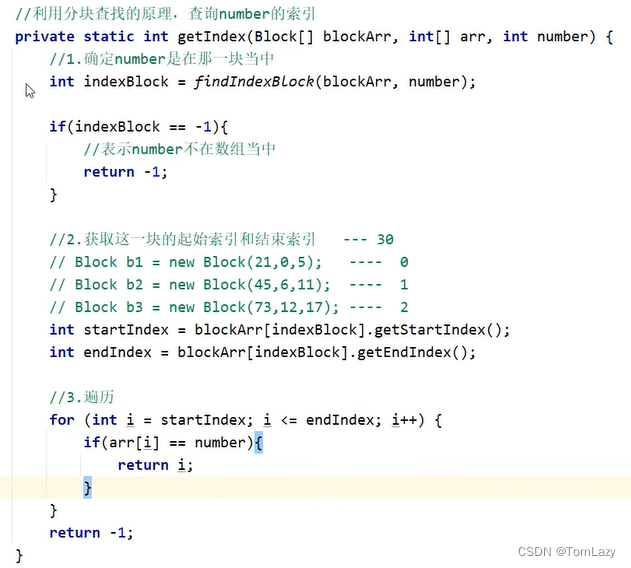 //利用分块查找的原理，查询number的索引
private static int getIndex(Block[] blockArr, int[] arr, int number) {
    //1.确定number是在那一块当中
    int indexBlock = findIndexBlock(blockArr, number);

    if(indexBlock == -1){
        //表示number不在数组当中
        return -1;
    }

    //2.获取这一块的起始索引和结束索引   --- 30
    // Block b1 = new Block(21,0,5);   ----  0
    // Block b2 = new Block(45,6,11);  ----  1
    // Block b3 = new Block(73,12,17); ----  2
    int startIndex = blockArr[indexBlock].getStartIndex();
    int endIndex = blockArr[indexBlock].getEndIndex();

    //3.遍历
    for (int i = startIndex; i <= endIndex; i++) {
        if(arr[i] == number){
            return i;
        }
    }
    return -1;
}
CSDN @TomLazy